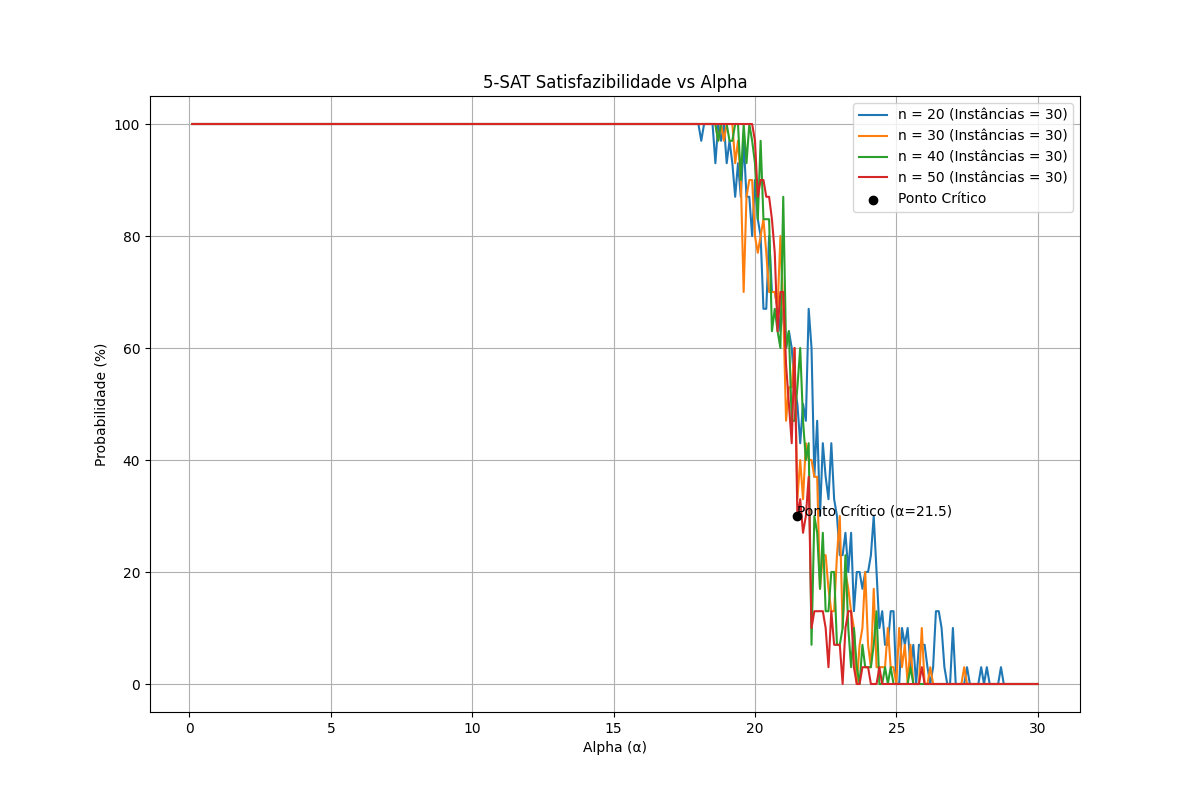 5-SAT Satisfazibilidade vs Alpha
n = 20 (Instâncias = 30)
n = 30 (Instâncias = 30)
n = 40 (Instâncias = 30)
n = 50 (Instâncias = 30)
Ponto Crítico
100
80
60
40
20
0
Probabilidade (%)
Ponto Crítico (α=21.5)
0
5
10
15
20
25
30
Alpha (α)